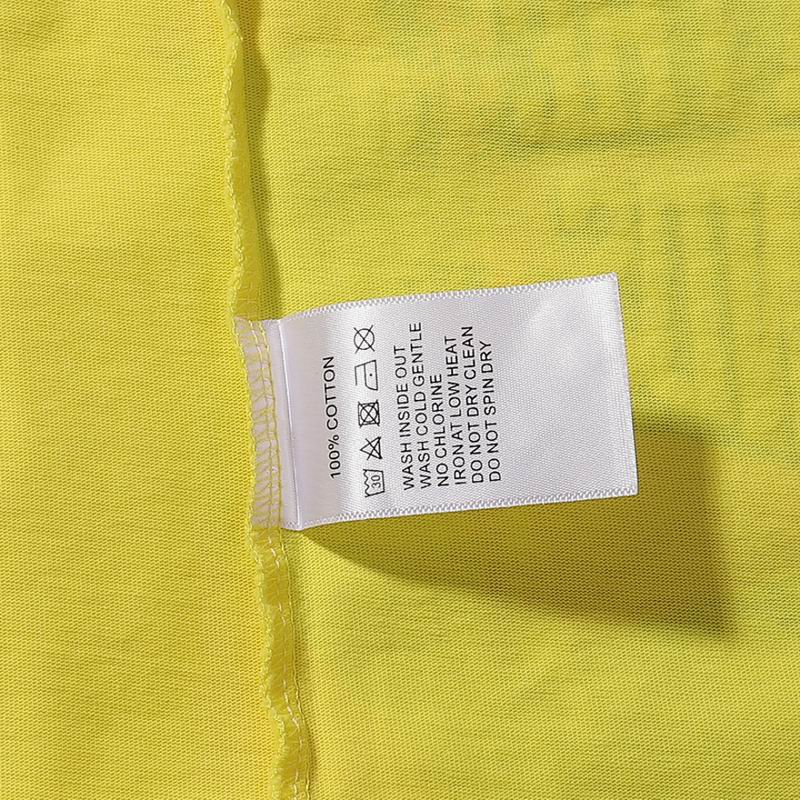 100% COTTON
30
WASH INSIDE OUT
WASH COLD GENTLE
NO CHLORINE
IRON AT LOW HEAT
DO NOT DRY CLEAN
DO NOT SPIN DRY